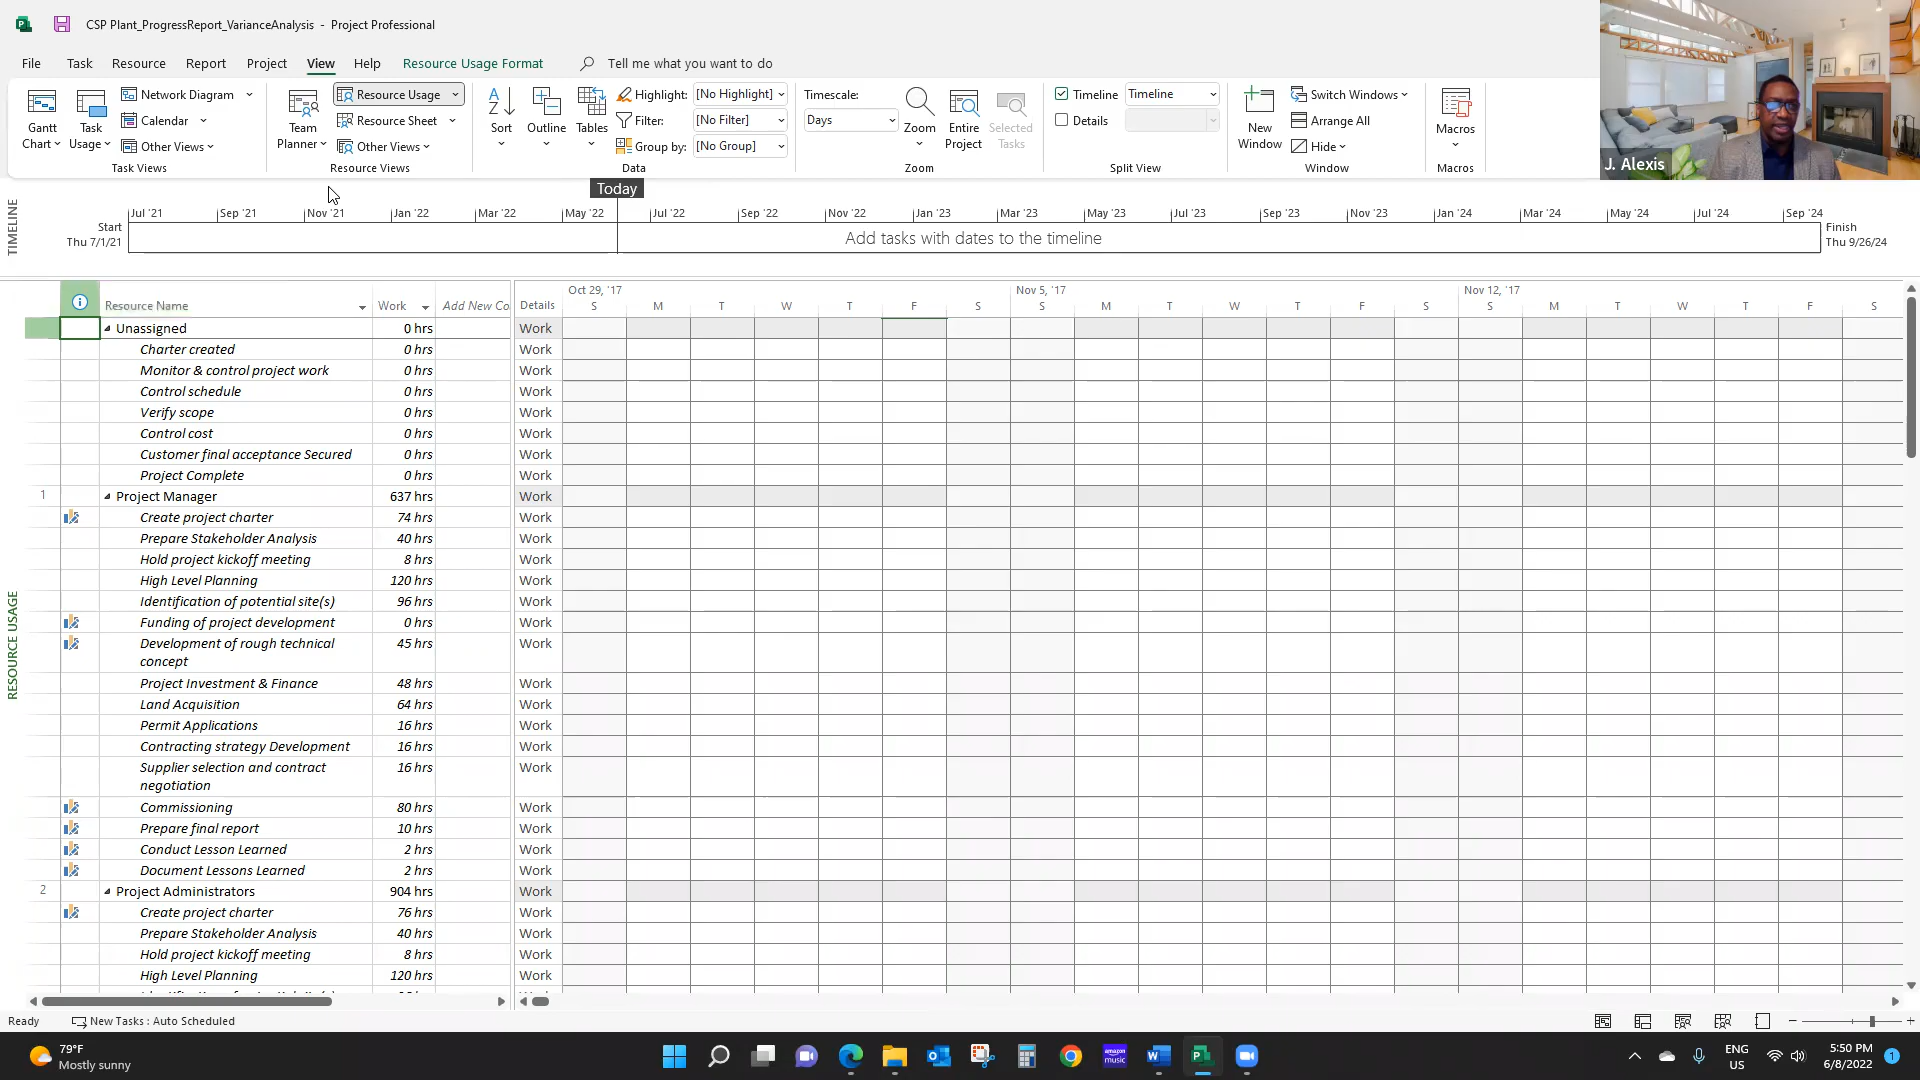 CSP Plant_ProgressReport_VarianceAnalysis - Project Professional
File Task Resource Report Project View Help Resource Usage Format Tell me what you want to do
Gantt Chart
Task Usage
Network Diagram
Calendar
Other Views
Task Views
Team Planner
Resource Usage
Resource Sheet
Other Views
Resource Views
Sort
Outline
Tables
Highlight: [No Highlight]
Filter: [No Filter]
Group by: [No Group]
Data
Timescale:
Days
Zoom
Entire Project
Selected Tasks
Zoom
Timeline Timeline
Details
Split View
New Window
Switch Windows
Arrange All
Hide
Window
Macros
Macros
J. Alexis
Today
TIMELINE
Start
Thu 7/1/21
Jul '21 Sep '21 Nov '21 Jan '22 Mar '22 May '22 Jul '22 Sep '22 Nov '22 Jan '23 Mar '23 May '23 Jul '23 Sep '23 Nov '23 Jan '24 Mar '24 May '24 Jul '24 Sep '24
Add tasks with dates to the timeline
Finish
Thu 9/26/24
RESOURCE USAGE
Resource Name Work Add New Co Details
Oct 29, '17 Nov 5, '17 Nov 12, '17
S M T W T F S S M T W T F S S M T W T F S
Unassigned 0 hrs Work
Charter created 0 hrs Work
Monitor & control project work 0 hrs Work
Control schedule 0 hrs Work
Verify scope 0 hrs Work
Control cost 0 hrs Work
Customer final acceptance Secured 0 hrs Work
Project Complete 0 hrs Work
1 Project Manager 637 hrs Work
Create project charter 74 hrs Work
Prepare Stakeholder Analysis 40 hrs Work
Hold project kickoff meeting 8 hrs Work
High Level Planning 120 hrs Work
Identification of potential site(s) 96 hrs Work
Funding of project development 0 hrs Work
Development of rough technical concept 45 hrs Work
Project Investment & Finance 48 hrs Work
Land Acquisition 64 hrs Work
Permit Applications 16 hrs Work
Contracting strategy Development 16 hrs Work
Supplier selection and contract negotiation 16 hrs Work
Commissioning 80 hrs Work
Prepare final report 10 hrs Work
Conduct Lesson Learned 2 hrs Work
Document Lessons Learned 2 hrs Work
2 Project Administrators 904 hrs Work
Create project charter 76 hrs Work
Prepare Stakeholder Analysis 40 hrs Work
Hold project kickoff meeting 8 hrs Work
High Level Planning 120 hrs Work
Ready New Tasks : Auto Scheduled
79°F
Mostly sunny
amazon music
ENG
US
5:50 PM
6/8/2022
1